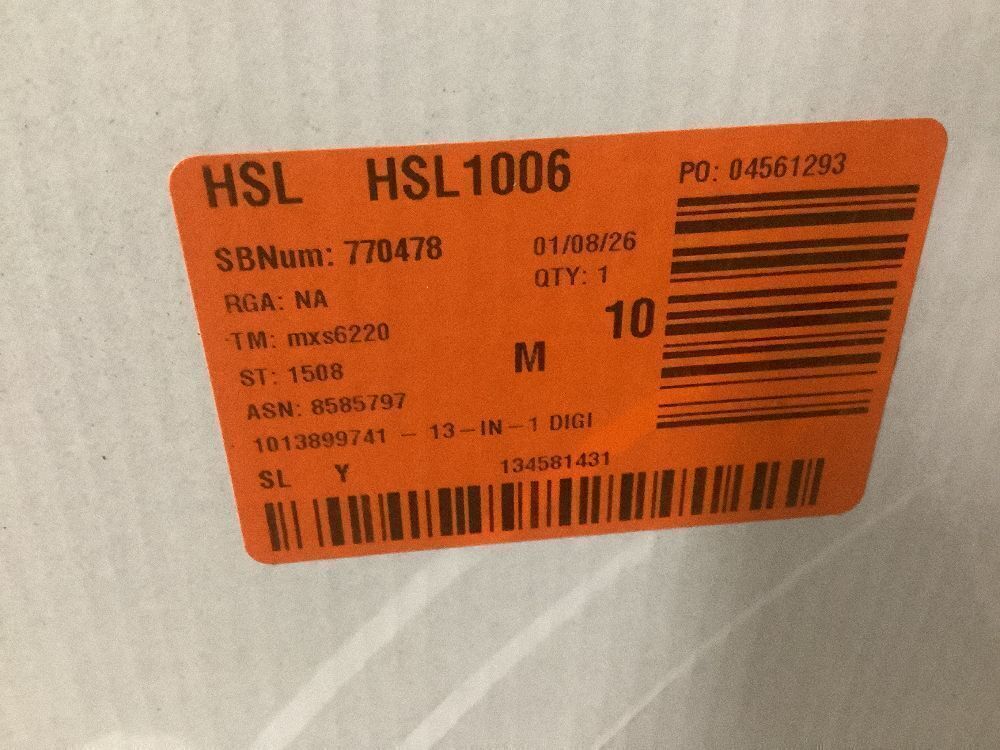 HSL HSL1006 PO: 04561293
SBNum: 770478 01/08/26
RGA: NA QTY: 1
TM: mxs6220 10
ST: 1508 M
ASN: 8585797
1013899741 - 13-IN-1 DIGI
SL Y 134581431